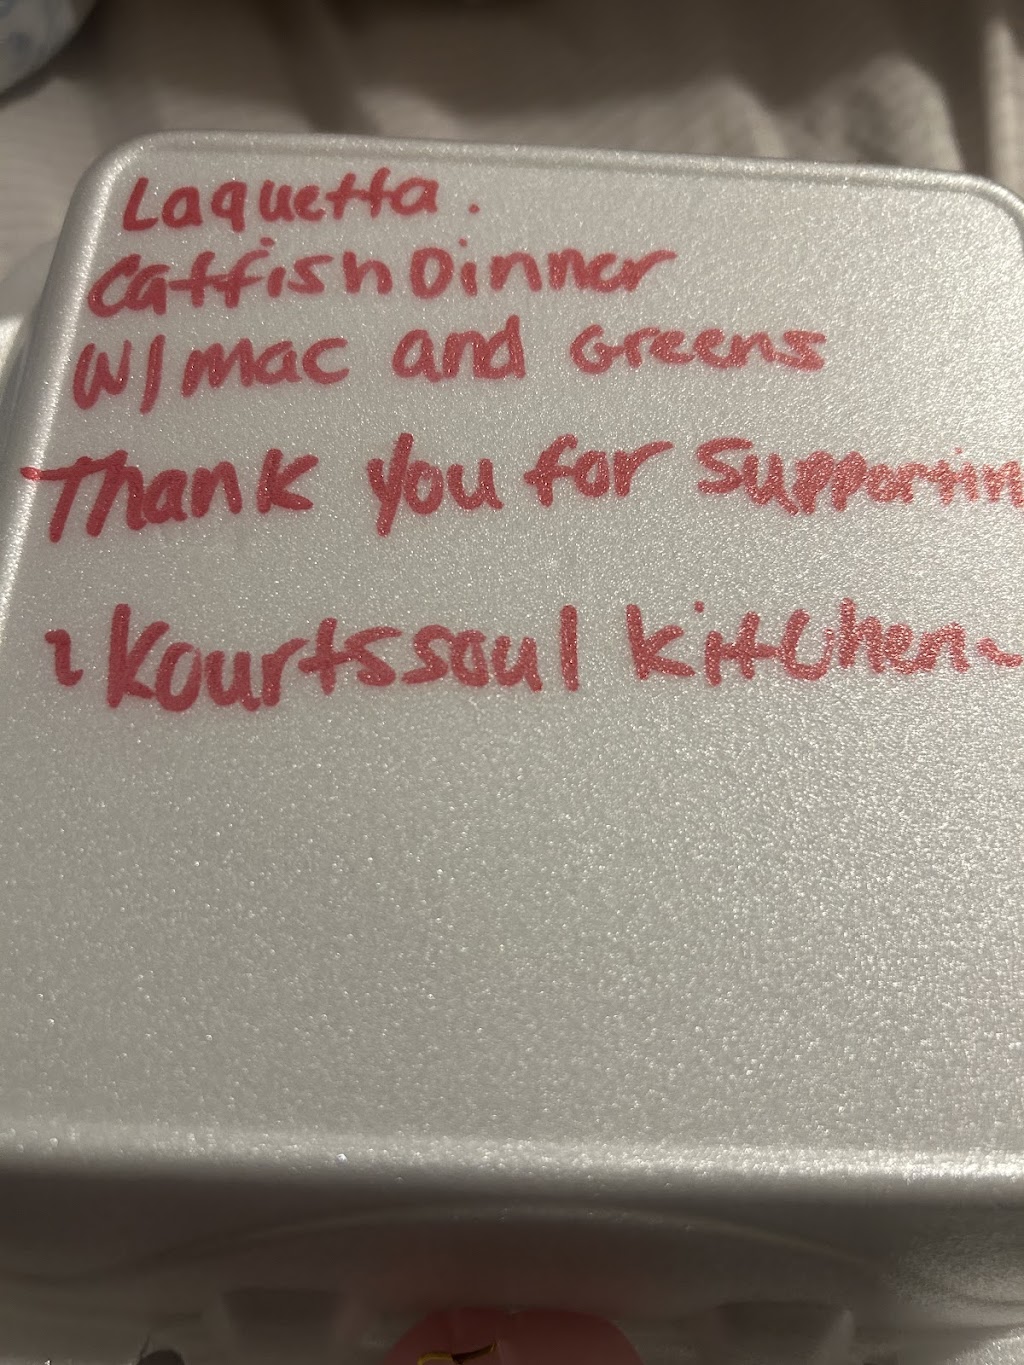 Laquetta.
Catfish Dinner
W/ Mac and Greens
Thank you for Supportin
~ Kourtssoul Kitchen ~